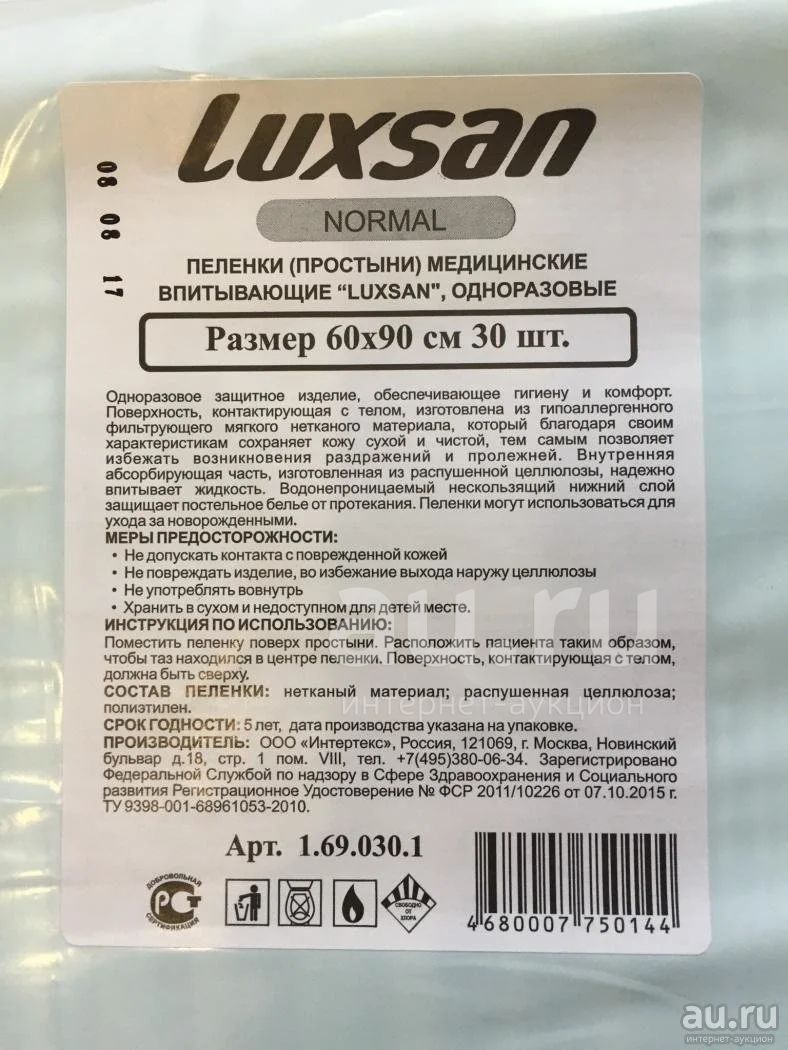 Luxsan
NORMAL
08 08 17
ПЕЛЕНКИ (ПРОСТЫНИ) МЕДИЦИНСКИЕ
ВПИТЫВАЮЩИЕ “LUXSAN", ОДНОРАЗОВЫЕ
Размер 60х90 см 30 шт.
Одноразовое защитное изделие, обеспечивающее гигиену и комфорт.
Поверхность, контактирующая с телом, изготовлена из гипоаллергенного
фильтрующего мягкого нетканого материала, который благодаря своим
характеристикам сохраняет кожу сухой и чистой, тем самым позволяет
избежать возникновения раздражений и пролежней. Внутренняя
абсорбирующая часть, изготовленная из распушенной целлюлозы, надежно
впитывает жидкость. Водонепроницаемый нескользящий нижний слой
защищает постельное белье от протекания. Пеленки могут использоваться для
ухода за новорожденными.
МЕРЫ ПРЕДОСТОРОЖНОСТИ:
• Не допускать контакта с поврежденной кожей
• Не повреждать изделие, во избежание выхода наружу целлюлозы
• Не употреблять вовнутрь
• Хранить в сухом и недоступном для детей месте.
ИНСТРУКЦИЯ ПО ИСПОЛЬЗОВАНИЮ:
Поместить пеленку поверх простыни. Расположить пациента таким образом,
чтобы таз находился в центре пеленки. Поверхность, контактирующая с телом,
должна быть сверху.
СОСТАВ ПЕЛЕНКИ: нетканый материал; распушенная целлюлоза;
полиэтилен.
СРОК ГОДНОСТИ: 5 лет, дата производства указана на упаковке.
ПРОИЗВОДИТЕЛЬ: ООО «Интертекс», Россия, 121069, г. Москва, Новинский
бульвар д.18, стр. 1 пом. VIII, тел. +7(495)380-06-34. Зарегистрировано
Федеральной Службой по надзору в Сфере Здравоохранения и Социального
развития Регистрационное Удостоверение № ФСР 2011/10226 от 07.10.2015 г.
ТУ 9398-001-68961053-2010.
Арт. 1.69.030.1
ДОБРОВОЛЬНАЯ
РСТ
СЕРТИФИКАЦИЯ
СВОБОДНО
ОТ
ХЛОРА
4 680007 750144
au.ru
интернет-аукцион
au.ru
интернет-аукцион